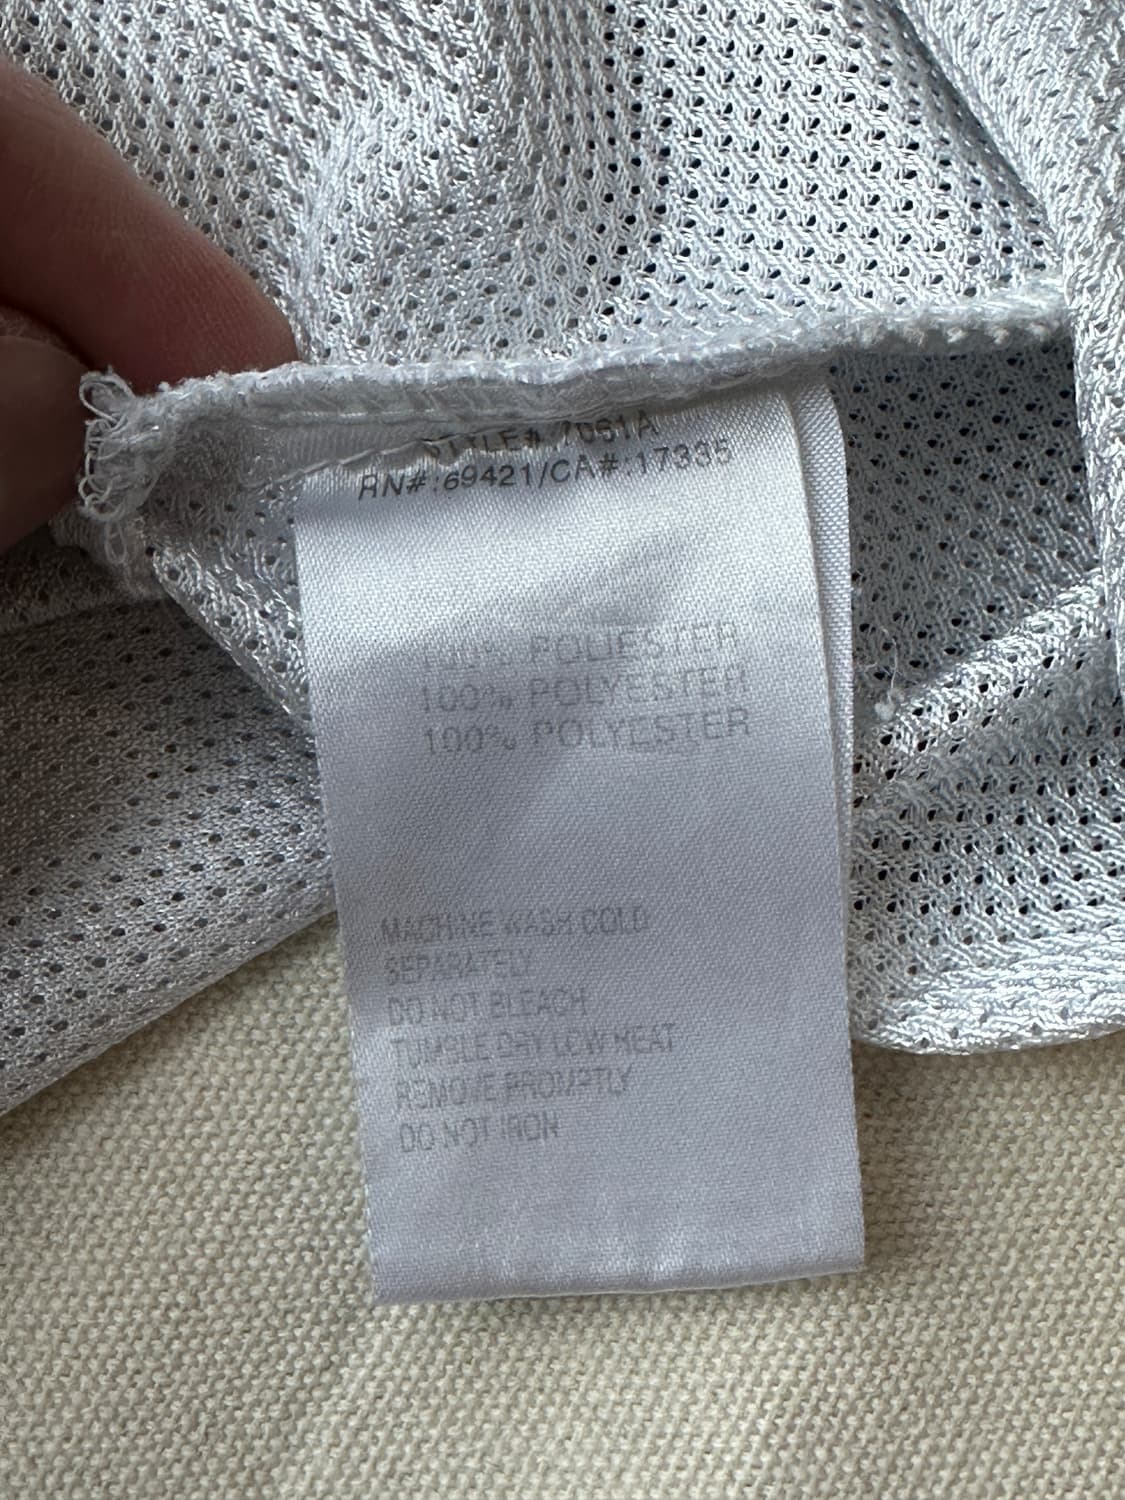 STYLE# 7061A
RN#:69421/CA#:17335
100% POLIESTER
100% POLYESTER
100% POLYESTER
MACHINE WASH COLD
SEPARATELY
DO NOT BLEACH
TUMBLE DRY LOW HEAT
REMOVE PROMPTLY
DO NOT IRON